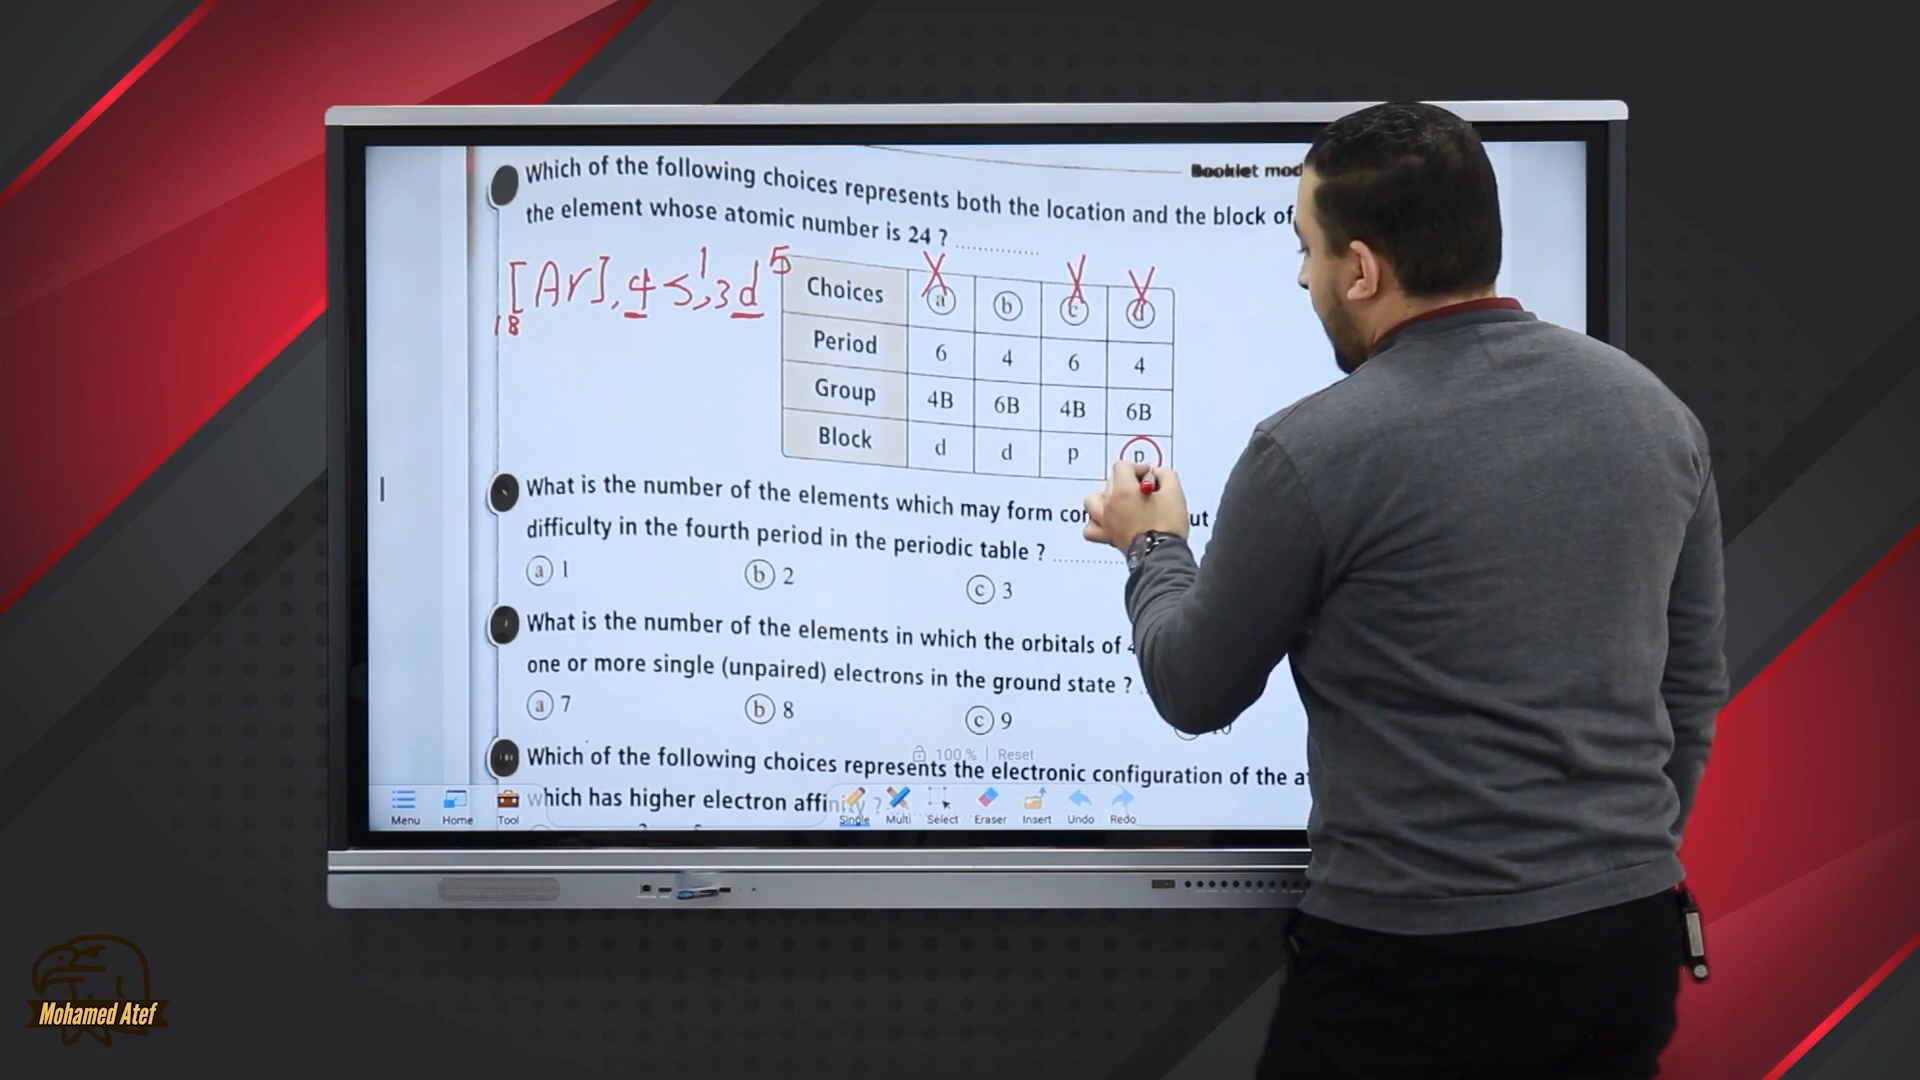 Booklet mod
Which of the following choices represents both the location and the block of
the element whose atomic number is 24 ? ..............
[Ar], 4s¹, 3d⁵
18
Choices a b c d
Period 6 4 6 4
Group 4B 6B 4B 6B
Block d d p p
What is the number of the elements which may form co ut
difficulty in the fourth period in the periodic table ? ............
a 1 b 2 c 3
What is the number of the elements in which the orbitals of 4
one or more single (unpaired) electrons in the ground state ?
a 7 b 8 c 9
100 % | Reset
Which of the following choices represents the electronic configuration of the a
which has higher electron affinity ?
Menu Home Tool Single Multi Select Eraser Insert Undo Redo
Mohamed Atef